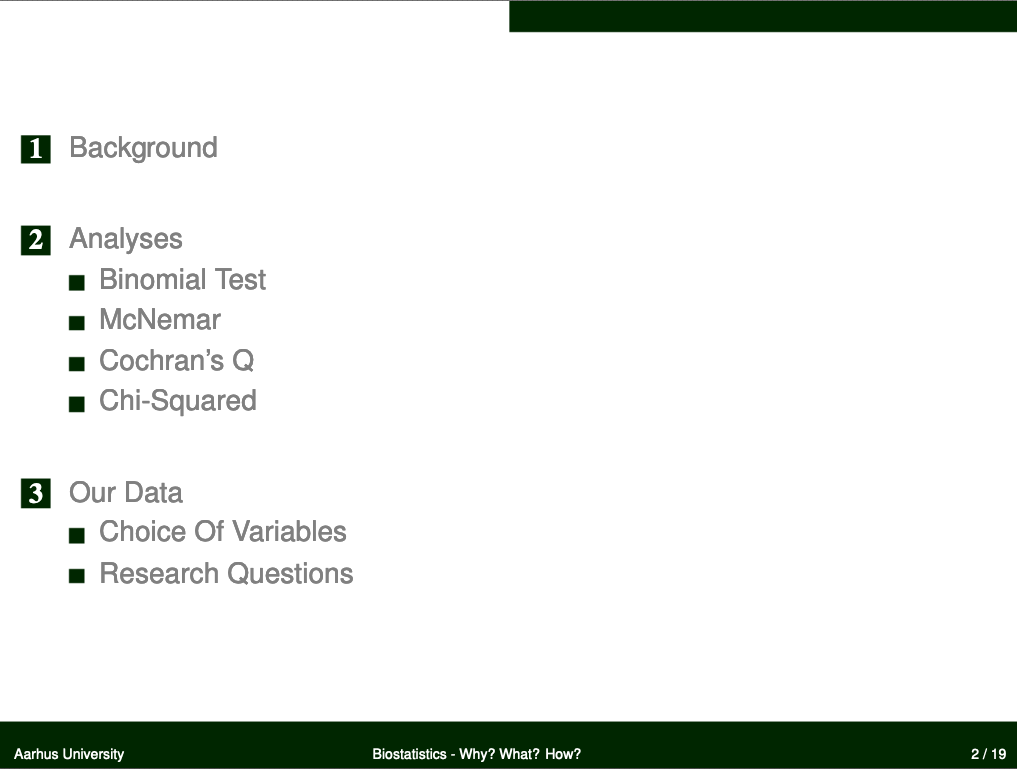 1 Background
2 Analyses
Binomial Test
McNemar
Cochran’s Q
Chi-Squared
3 Our Data
Choice Of Variables
Research Questions
Aarhus University
Biostatistics - Why? What? How?
2 / 19